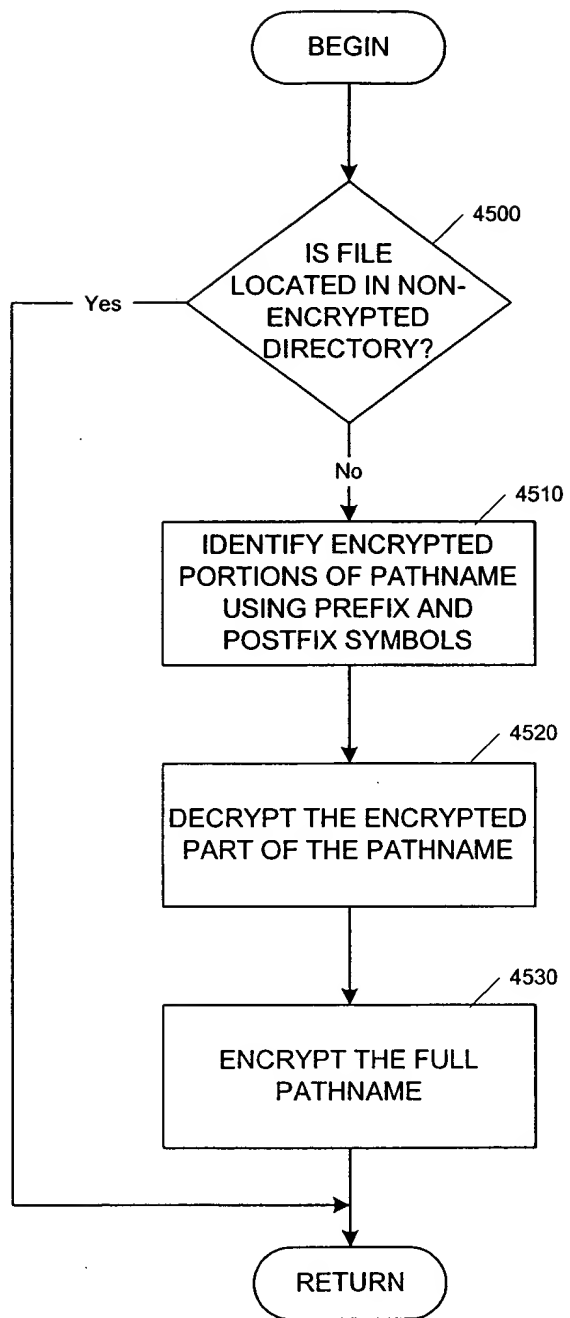 BEGIN
4500
IS FILE
LOCATED IN NON-
ENCRYPTED
DIRECTORY?
Yes
No
4510
IDENTIFY ENCRYPTED
PORTIONS OF PATHNAME
USING PREFIX AND
POSTFIX SYMBOLS
4520
DECRYPT THE ENCRYPTED
PART OF THE PATHNAME
4530
ENCRYPT THE FULL
PATHNAME
RETURN